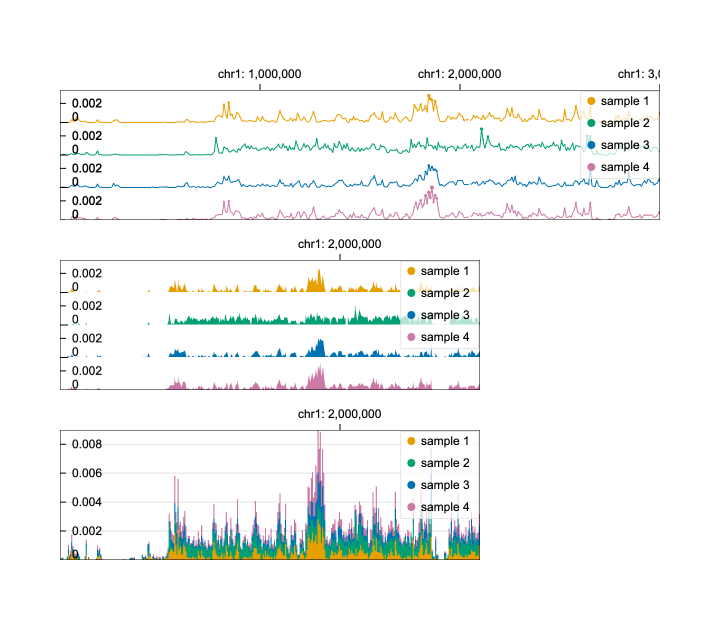 chr1: 1,000,000 chr1: 2,000,000 chr1: 3,0
0.002 sample 1
0 sample 2
0.002
0 sample 3
0.002 sample 4
0
0.002
0
chr1: 2,000,000
0.002 sample 1
0 sample 2
0.002
0 sample 3
0.002 sample 4
0
0.002
0
chr1: 2,000,000
0.008 sample 1
sample 2
0.006 sample 3
0.004 sample 4
0.002
0